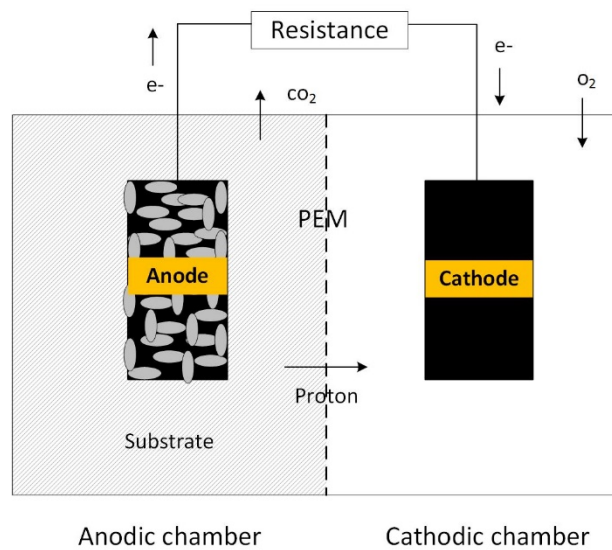 Resistance
e-
e-
co₂
o₂
PEM
Anode
Cathode
Proton
Substrate
Anodic chamber
Cathodic chamber